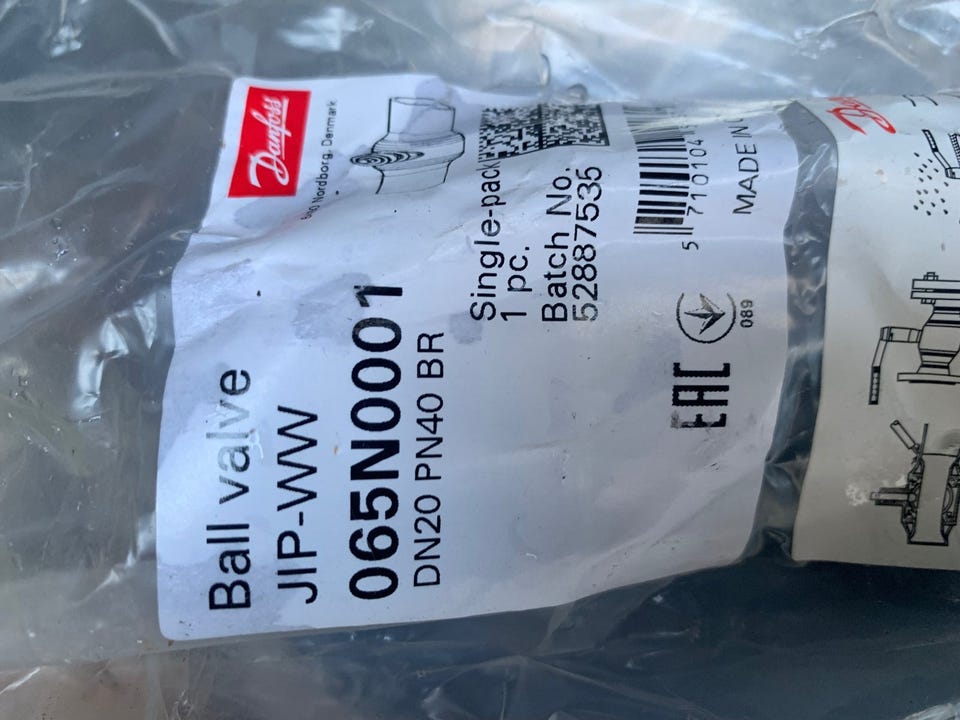 Danfoss
Nordborg, Denmark
Ball valve
JIP-WW
065N0001
DN20 PN40 BR
Single-pack
1 pc.
Batch No.
52887535
5 710104
MADE IN
EAC
089